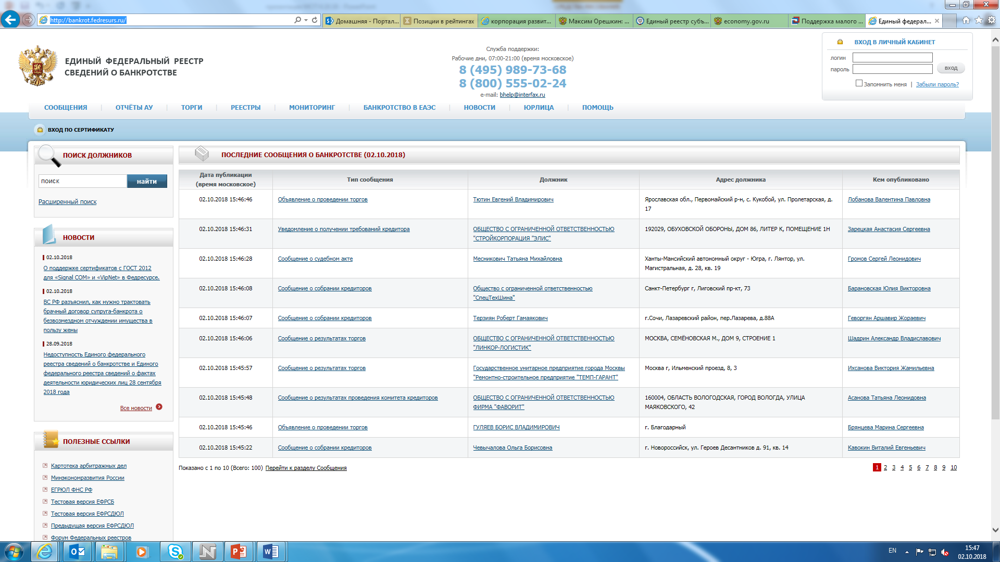 http://bankrot.fedresurs.ru/
Домашняя - Портал...
Позиции в рейтингах
корпорация развит...
Максим Орешкин: ...
Единый реестр субъ...
economy.gov.ru
Поддержка малого ...
Единый федерал...
ЕДИНЫЙ ФЕДЕРАЛЬНЫЙ РЕЕСТР
СВЕДЕНИЙ О БАНКРОТСТВЕ
Служба поддержки:
Рабочие дни, 07:00-21:00 (время московское)
8 (495) 989-73-68
8 (800) 555-02-24
e-mail: bhelp@interfax.ru
ВХОД В ЛИЧНЫЙ КАБИНЕТ
логин
пароль
вход
Запомнить меня | Забыли пароль?
СООБЩЕНИЯ
ОТЧЁТЫ АУ
ТОРГИ
РЕЕСТРЫ
МОНИТОРИНГ
БАНКРОТСТВО В ЕАЭС
НОВОСТИ
ЮРЛИЦА
ПОМОЩЬ
ВХОД ПО СЕРТИФИКАТУ
ПОИСК ДОЛЖНИКОВ
поиск
найти
Расширенный поиск
НОВОСТИ
02.10.2018
О поддержке сертификатов с ГОСТ 2012
для «Signal COM» и «VipNet» в Федресурсе.
02.10.2018
ВС РФ разъяснил, как нужно трактовать
брачный договор супруга-банкрота о
безвозмездном отчуждении имущества в
пользу жены
28.09.2018
Недоступность Единого федерального
реестра сведений о банкротстве и Единого
федерального реестра сведений о фактах
деятельности юридических лиц 28 сентября
2018 года
Все новости
ПОЛЕЗНЫЕ ССЫЛКИ
Картотека арбитражных дел
Минэкономразвития России
ЕГРЮЛ ФНС РФ
Тестовая версия ЕФРСБ
Тестовая версия ЕФРСДЮЛ
Предыдущая версия ЕФРСДЮЛ
Форум Федеральных реестров
ПОСЛЕДНИЕ СООБЩЕНИЯ О БАНКРОТСТВЕ (02.10.2018)
Дата публикации
(время московское)
Тип сообщения
Должник
Адрес должника
Кем опубликовано
02.10.2018 15:46:46
Объявление о проведении торгов
Тютин Евгений Владимирович
Ярославская обл., Первомайский р-н, с. Кукобой, ул. Пролетарская, д.
17
Лобанова Валентина Павловна
02.10.2018 15:46:31
Уведомление о получении требований кредитора
ОБЩЕСТВО С ОГРАНИЧЕННОЙ ОТВЕТСТВЕННОСТЬЮ
"СТРОЙКОРПОРАЦИЯ "ЭЛИС"
192029, ОБУХОВСКОЙ ОБОРОНЫ, ДОМ 86, ЛИТЕР К, ПОМЕЩЕНИЕ 1Н
Зарецкая Анастасия Сергеевна
02.10.2018 15:46:28
Сообщение о судебном акте
Месникович Татьяна Михайловна
Ханты-Мансийский автономный округ - Югра, г. Лянтор, ул.
Магистральная, д. 28, кв. 19
Громов Сергей Леонидович
02.10.2018 15:46:08
Сообщение о собрании кредиторов
Общество с ограниченной ответственностью
"СпецТехШина"
Санкт-Петербург г, Лиговский пр-кт, 73
Барановская Юлия Викторовна
02.10.2018 15:46:07
Сообщение о собрании кредиторов
Терзиян Роберт Гамаякович
г.Сочи, Лазаревский район, пер.Лазарева, д.88А
Геворгян Аршавир Жораевич
02.10.2018 15:46:06
Сообщение о результатах торгов
ОБЩЕСТВО С ОГРАНИЧЕННОЙ ОТВЕТСТВЕННОСТЬЮ
"ЛИНКОР-ЛОГИСТИК"
МОСКВА, СЕМЁНОВСКАЯ М., ДОМ 9, СТРОЕНИЕ 1
Шадрин Александр Владиславович
02.10.2018 15:45:57
Сообщение о результатах торгов
Государственное унитарное предприятие города Москвы
"Ремонтно-строительное предприятие "ТЕМП-ГАРАНТ"
Москва г, Ильменский проезд, 8, 3
Ихсанова Виктория Жамильевна
02.10.2018 15:45:48
Сообщение о результатах проведения комитета кредиторов
ОБЩЕСТВО С ОГРАНИЧЕННОЙ ОТВЕТСТВЕННОСТЬЮ
ФИРМА "ФАВОРИТ"
160004, ОБЛАСТЬ ВОЛОГОДСКАЯ, ГОРОД ВОЛОГДА, УЛИЦА
МАЯКОВСКОГО, 42
Асанова Татьяна Леонидовна
02.10.2018 15:45:46
Объявление о проведении торгов
ГУЛЯЕВ БОРИС ВЛАДИМИРОВИЧ
г. Благодарный
Брянцева Марина Сергеевна
02.10.2018 15:45:22
Сообщение о собрании кредиторов
Чевычалова Ольга Борисовна
г. Новороссийск, ул. Героев Десантников д. 91, кв. 14
Кавокин Виталий Евгеньевич
Показано с 1 по 10 (Всего: 100) Перейти к разделу Сообщения
1 2 3 4 5 6 7 8 9 10
EN
15:47
02.10.2018